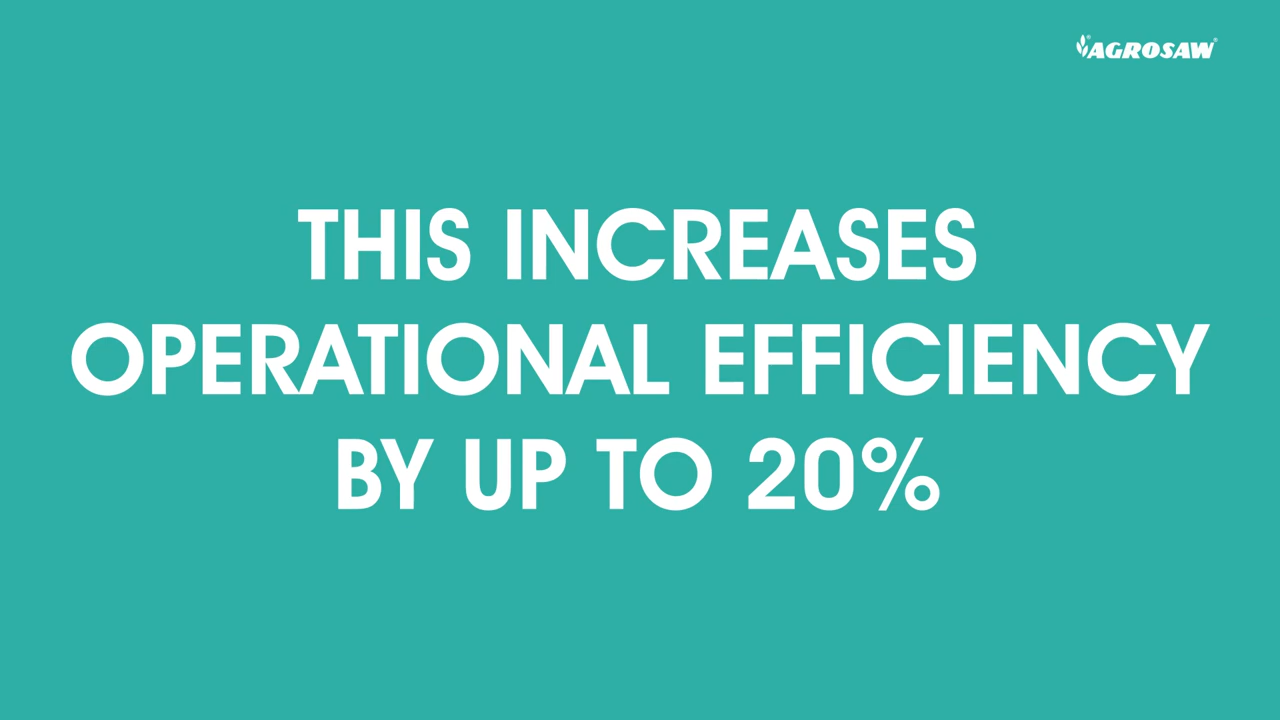 AGROSAW
THIS INCREASES
OPERATIONAL EFFICIENCY
BY UP TO 20%